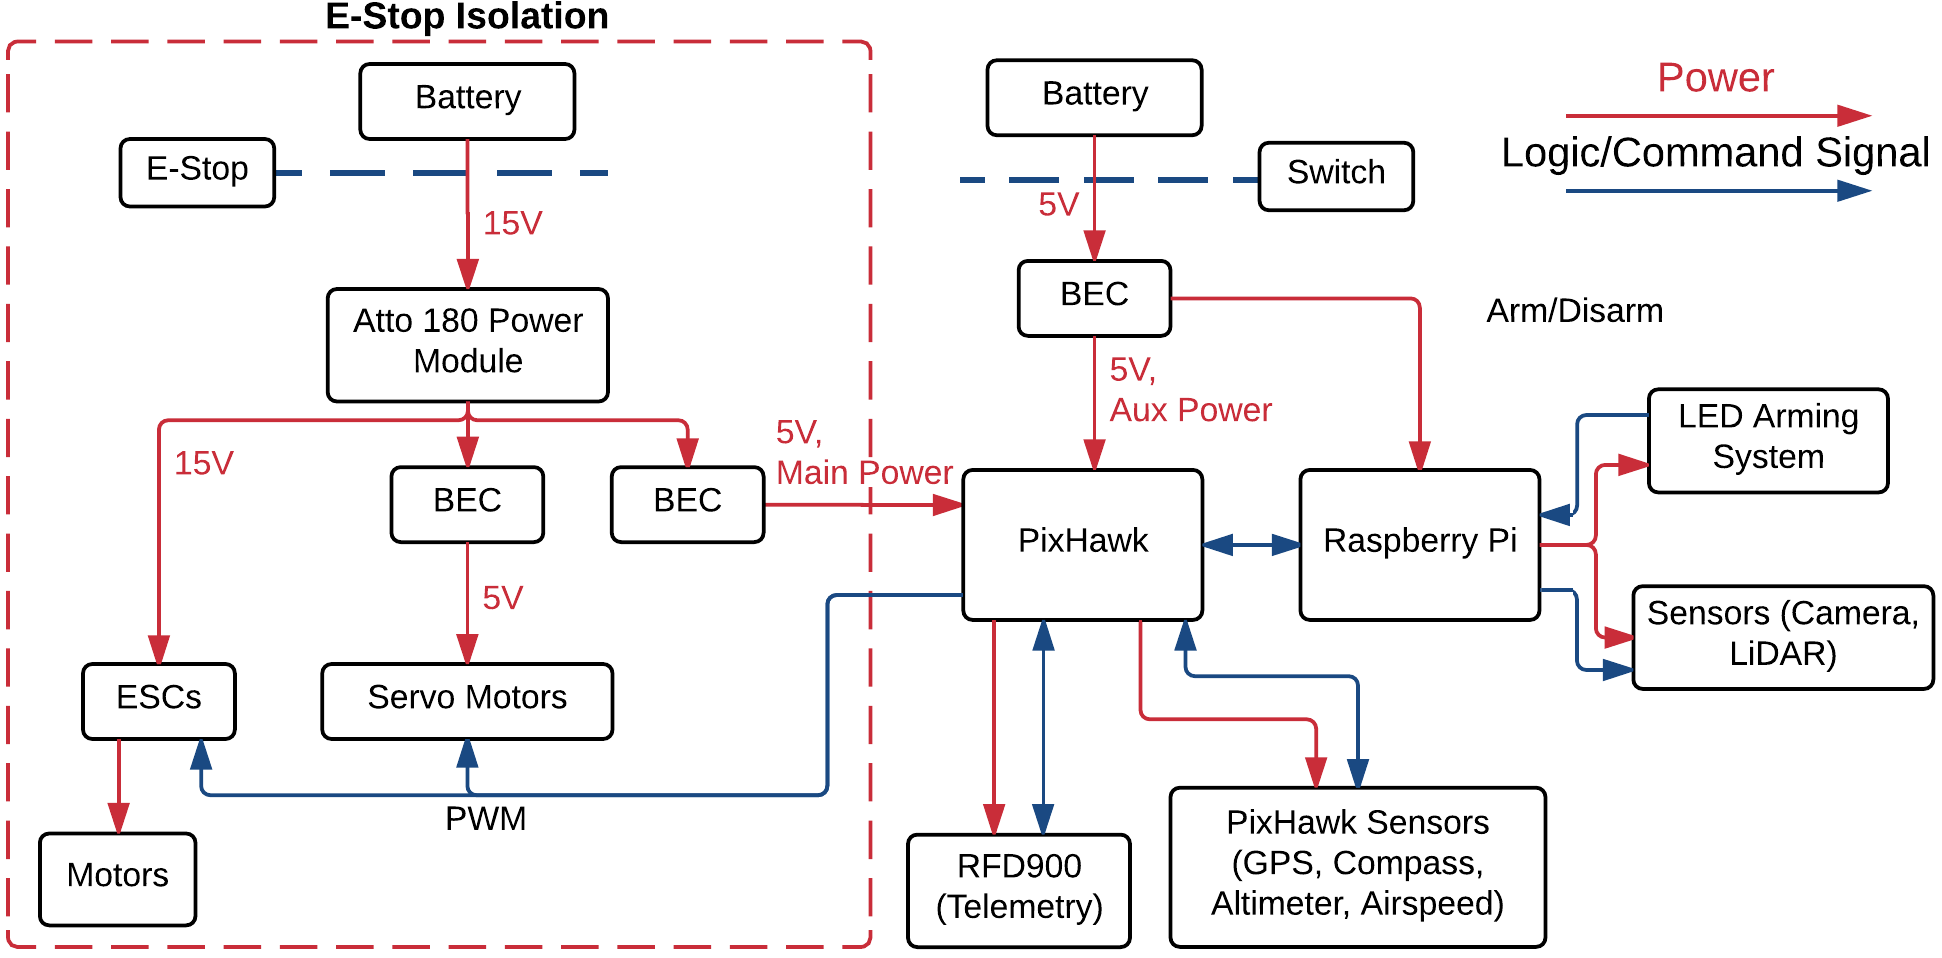 E-Stop Isolation
Battery
E-Stop
15V
Atto 180 Power
Module
15V
BEC
BEC
5V,
Main Power
5V
ESCs
Servo Motors
PWM
Motors
Battery
Switch
5V
BEC
5V,
Aux Power
PixHawk
Raspberry Pi
RFD900
(Telemetry)
PixHawk Sensors
(GPS, Compass,
Altimeter, Airspeed)
Power
Logic/Command Signal
Arm/Disarm
LED Arming
System
Sensors (Camera,
LiDAR)